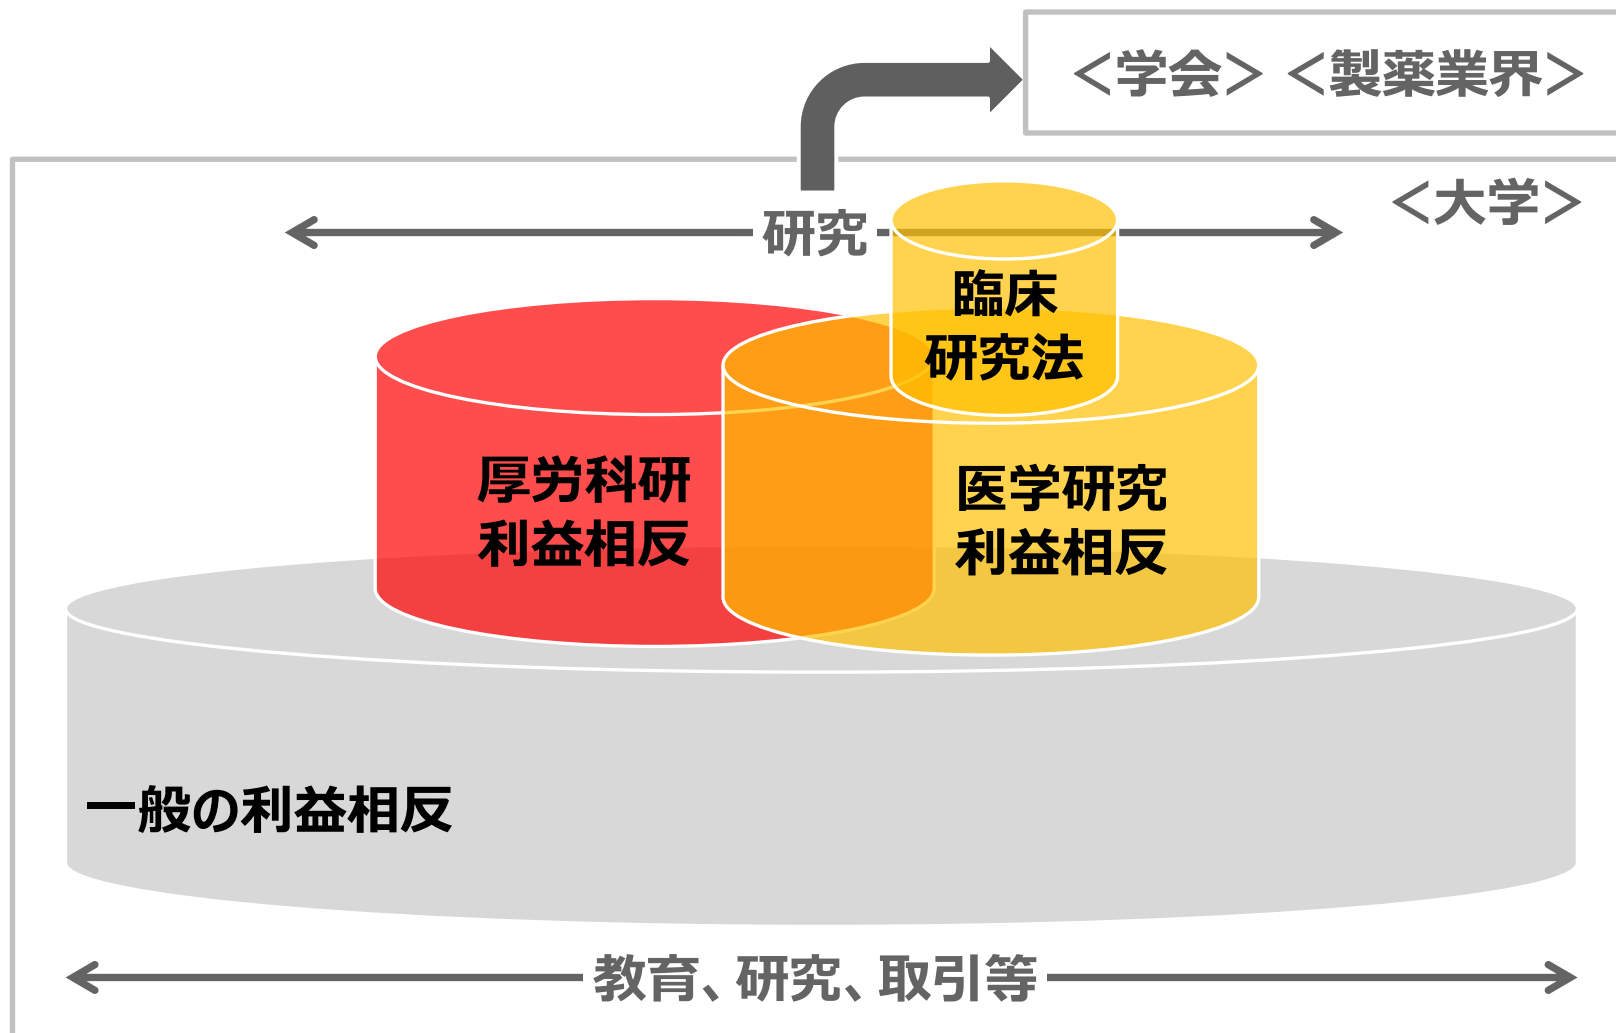 ＜学会＞＜製薬業界＞
＜大学＞
研究
臨床
研究法
厚労科研
利益相反
医学研究
利益相反
一般の利益相反
教育、研究、取引等